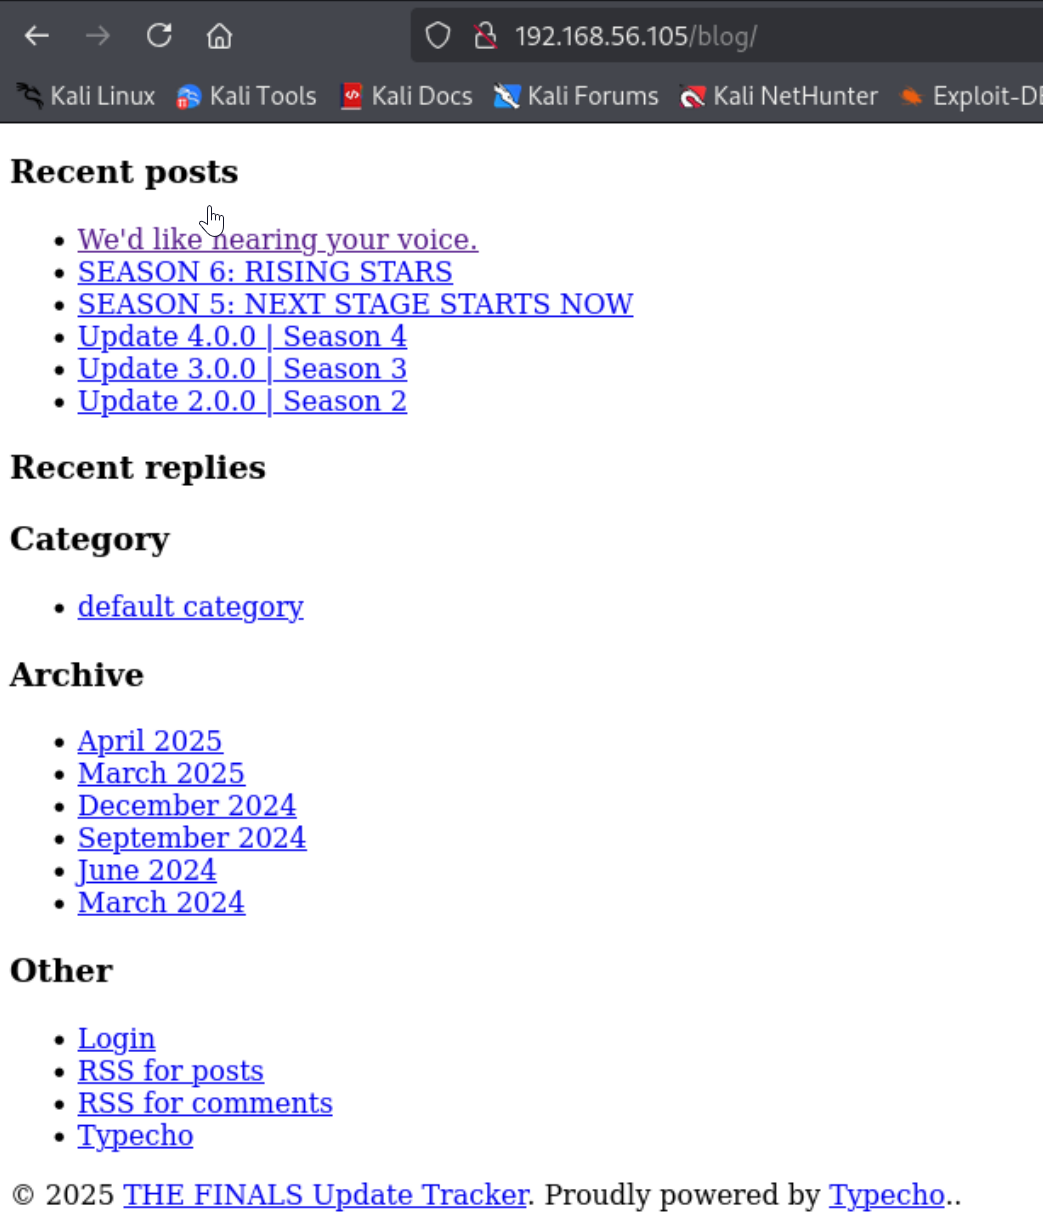 192.168.56.105/blog/
Kali Linux Kali Tools Kali Docs Kali Forums Kali NetHunter Exploit-DB
Recent posts
We'd like hearing your voice.
SEASON 6: RISING STARS
SEASON 5: NEXT STAGE STARTS NOW
Update 4.0.0 | Season 4
Update 3.0.0 | Season 3
Update 2.0.0 | Season 2
Recent replies
Category
default category
Archive
April 2025
March 2025
December 2024
September 2024
June 2024
March 2024
Other
Login
RSS for posts
RSS for comments
Typecho
© 2025 THE FINALS Update Tracker. Proudly powered by Typecho..